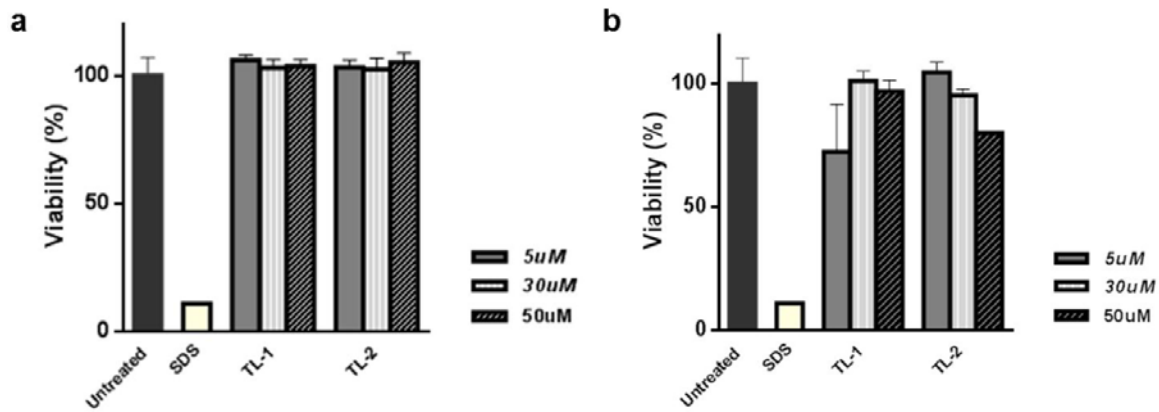 a
Viability (%)
100
50
0
Untreated
SDS
TL-1
TL-2
5uM
30uM
50uM
b
Viability (%)
100
50
0
Untreated
SDS
TL-1
TL-2
5uM
30uM
50uM